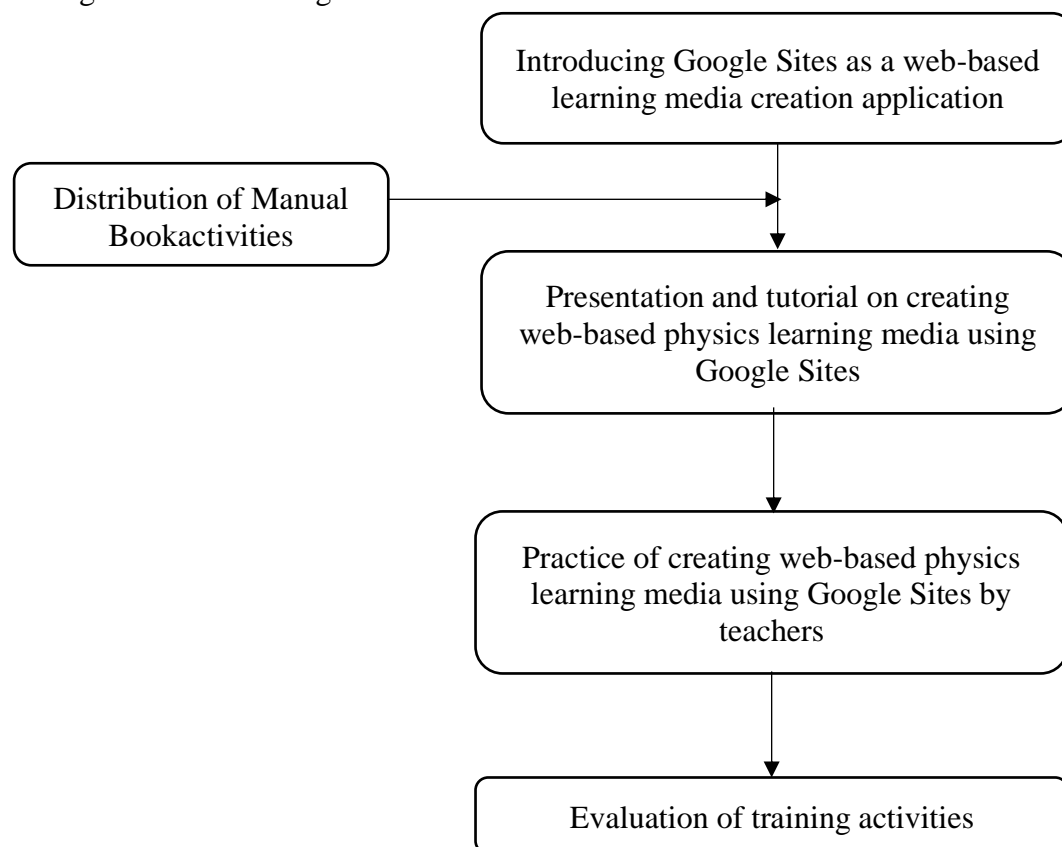 Introducing Google Sites as a web-based
learning media creation application
Distribution of Manual
Bookactivities
Presentation and tutorial on creating
web-based physics learning media using
Google Sites
Practice of creating web-based physics
learning media using Google Sites by
teachers
Evaluation of training activities